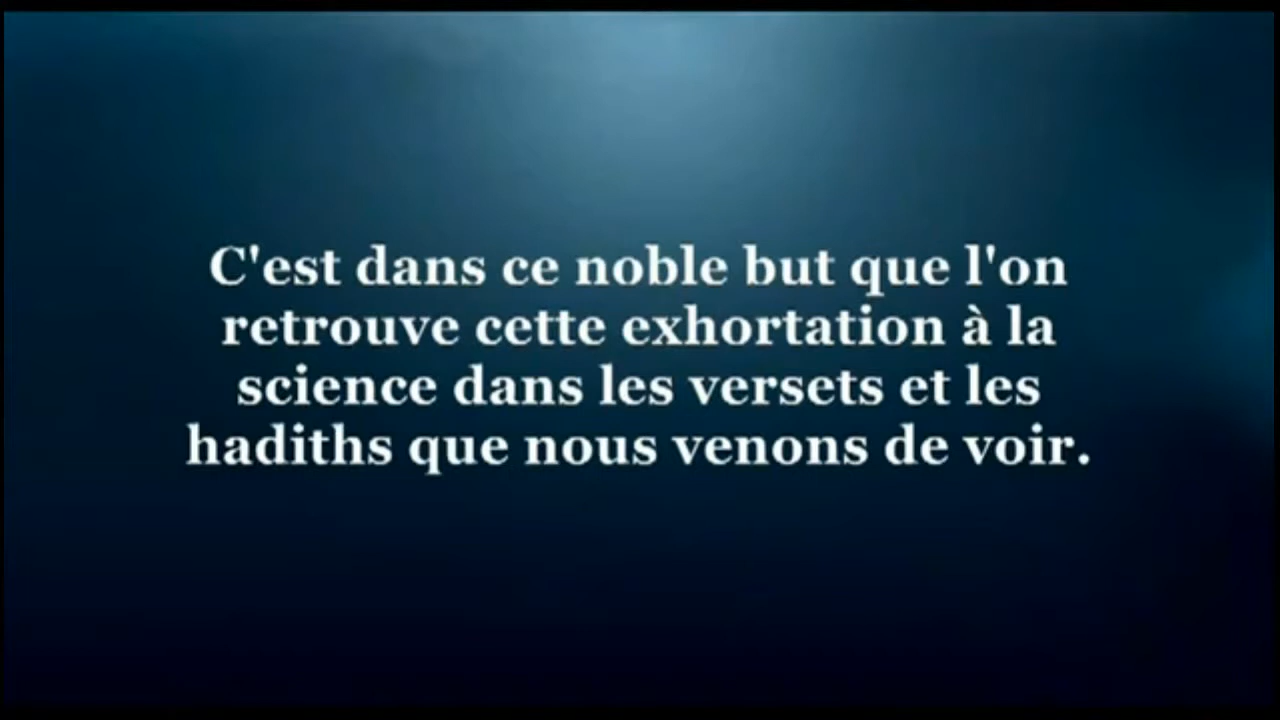 C'est dans ce noble but que l'on
retrouve cette exhortation à la
science dans les versets et les
hadiths que nous venons de voir.